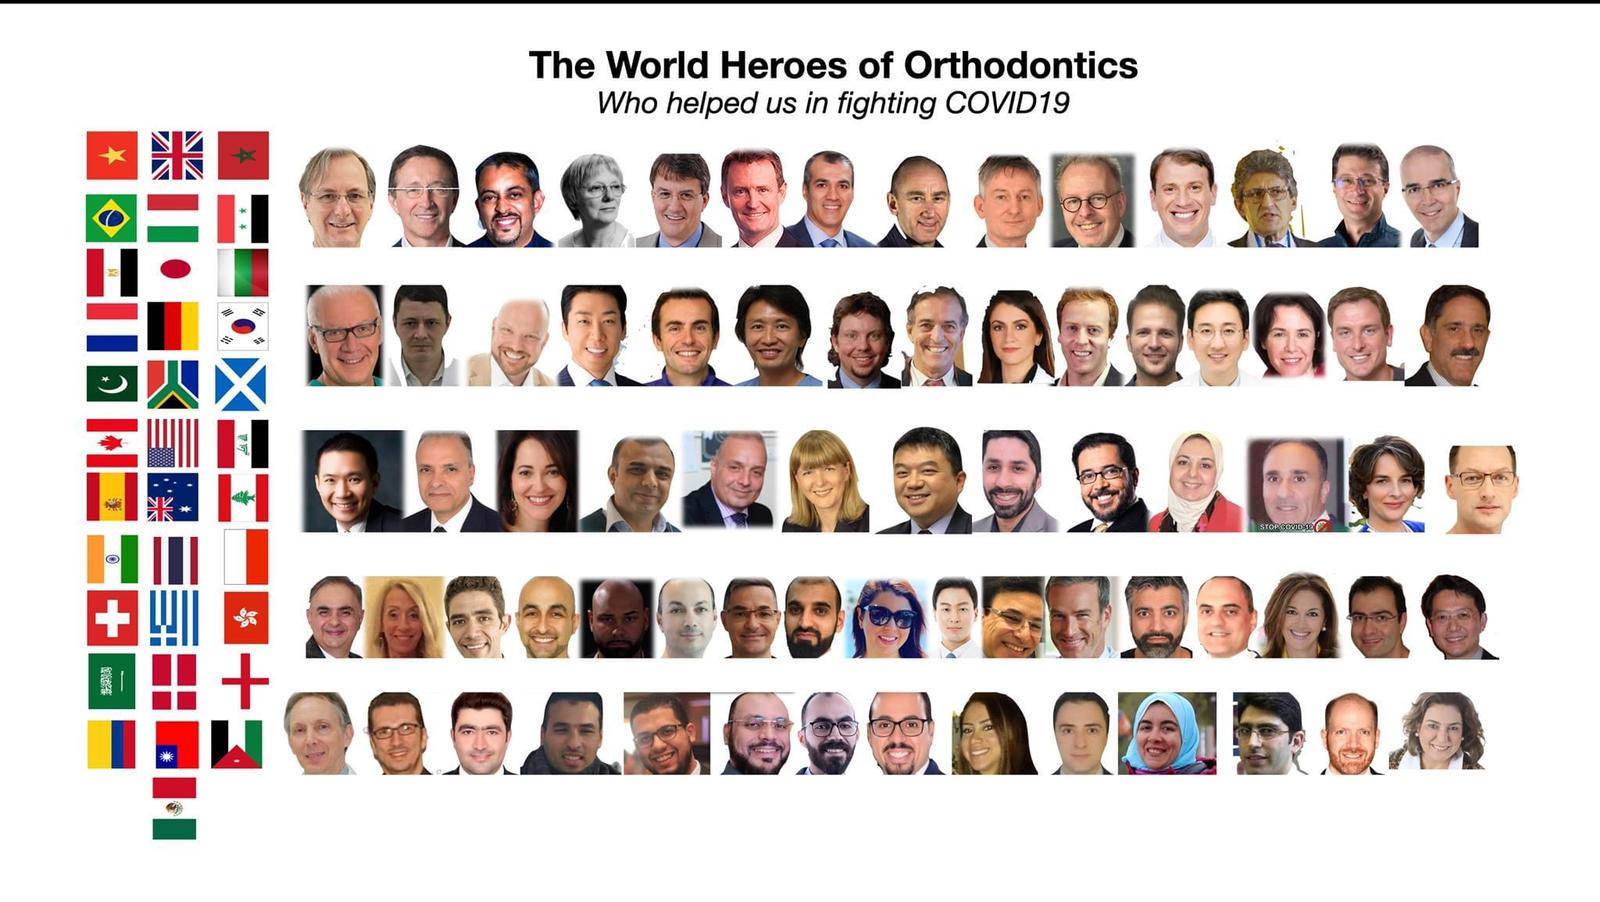 The World Heroes of Orthodontics
Who helped us in fighting COVID19
STOP COVID-19